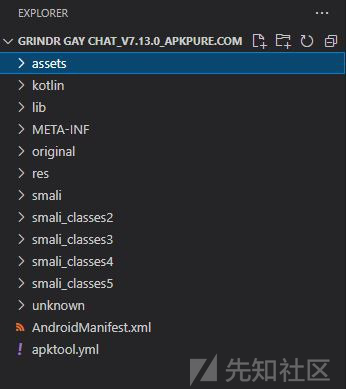 EXPLORER
GRINDR GAY CHAT_V7.13.0_APKPURE.COM
assets
kotlin
lib
META-INF
original
res
smali
smali_classes2
smali_classes3
smali_classes4
smali_classes5
unknown
AndroidManifest.xml
! apktool.yml
先知社区